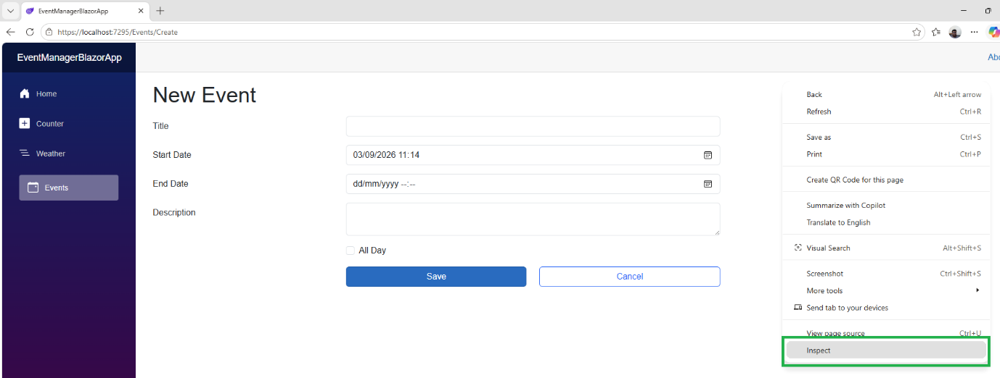 EventManagerBlazorApp
https://localhost:7295/Events/Create
EventManagerBlazorApp
Abo
Home
Counter
Weather
Events
New Event
Title
Start Date 03/09/2026 11:14
End Date dd/mm/yyyy --:--
Description
All Day
Save Cancel
Back Alt+Left arrow
Refresh Ctrl+R
Save as Ctrl+S
Print Ctrl+P
Create QR Code for this page
Summarize with Copilot
Translate to English
Visual Search Alt+Shift+S
Screenshot Ctrl+Shift+S
More tools
Send tab to your devices
View page source Ctrl+U
Inspect